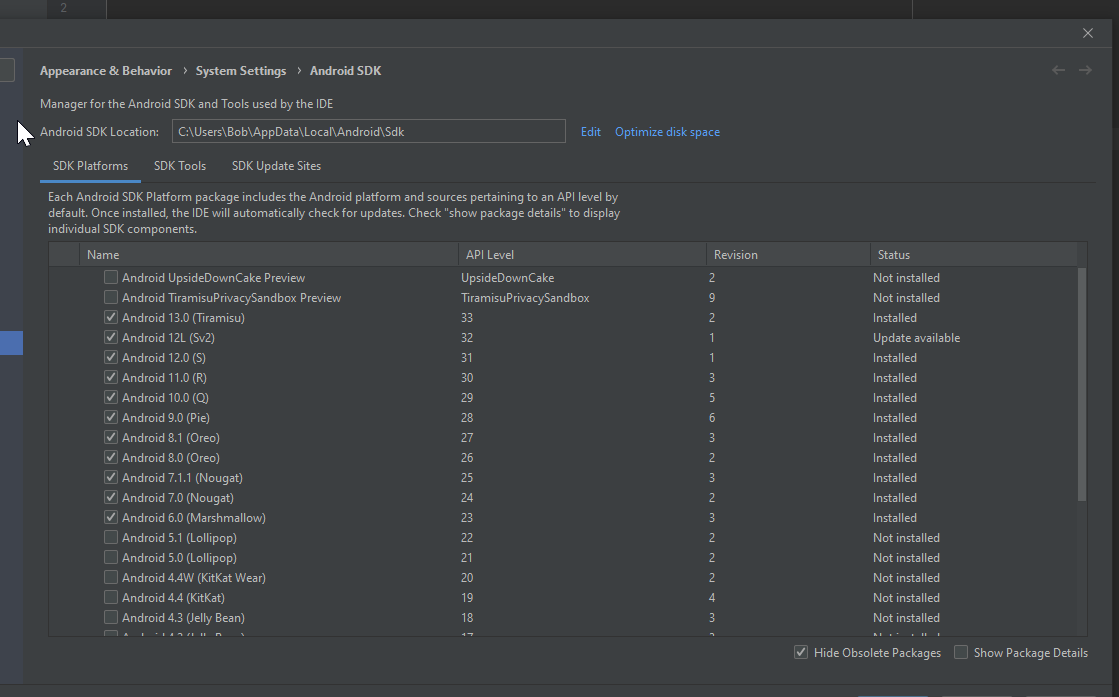 2
Appearance & Behavior › System Settings › Android SDK
Manager for the Android SDK and Tools used by the IDE
Android SDK Location: C:\Users\Bob\AppData\Local\Android\Sdk Edit Optimize disk space
SDK Platforms SDK Tools SDK Update Sites
Each Android SDK Platform package includes the Android platform and sources pertaining to an API level by
default. Once installed, the IDE will automatically check for updates. Check "show package details" to display
individual SDK components.
Name API Level Revision Status
Android UpsideDownCake Preview UpsideDownCake 2 Not installed
Android TiramisuPrivacySandbox Preview TiramisuPrivacySandbox 9 Not installed
Android 13.0 (Tiramisu) 33 2 Installed
Android 12L (Sv2) 32 1 Update available
Android 12.0 (S) 31 1 Installed
Android 11.0 (R) 30 3 Installed
Android 10.0 (Q) 29 5 Installed
Android 9.0 (Pie) 28 6 Installed
Android 8.1 (Oreo) 27 3 Installed
Android 8.0 (Oreo) 26 2 Installed
Android 7.1.1 (Nougat) 25 3 Installed
Android 7.0 (Nougat) 24 2 Installed
Android 6.0 (Marshmallow) 23 3 Installed
Android 5.1 (Lollipop) 22 2 Not installed
Android 5.0 (Lollipop) 21 2 Not installed
Android 4.4W (KitKat Wear) 20 2 Not installed
Android 4.4 (KitKat) 19 4 Not installed
Android 4.3 (Jelly Bean) 18 3 Not installed
Hide Obsolete Packages Show Package Details